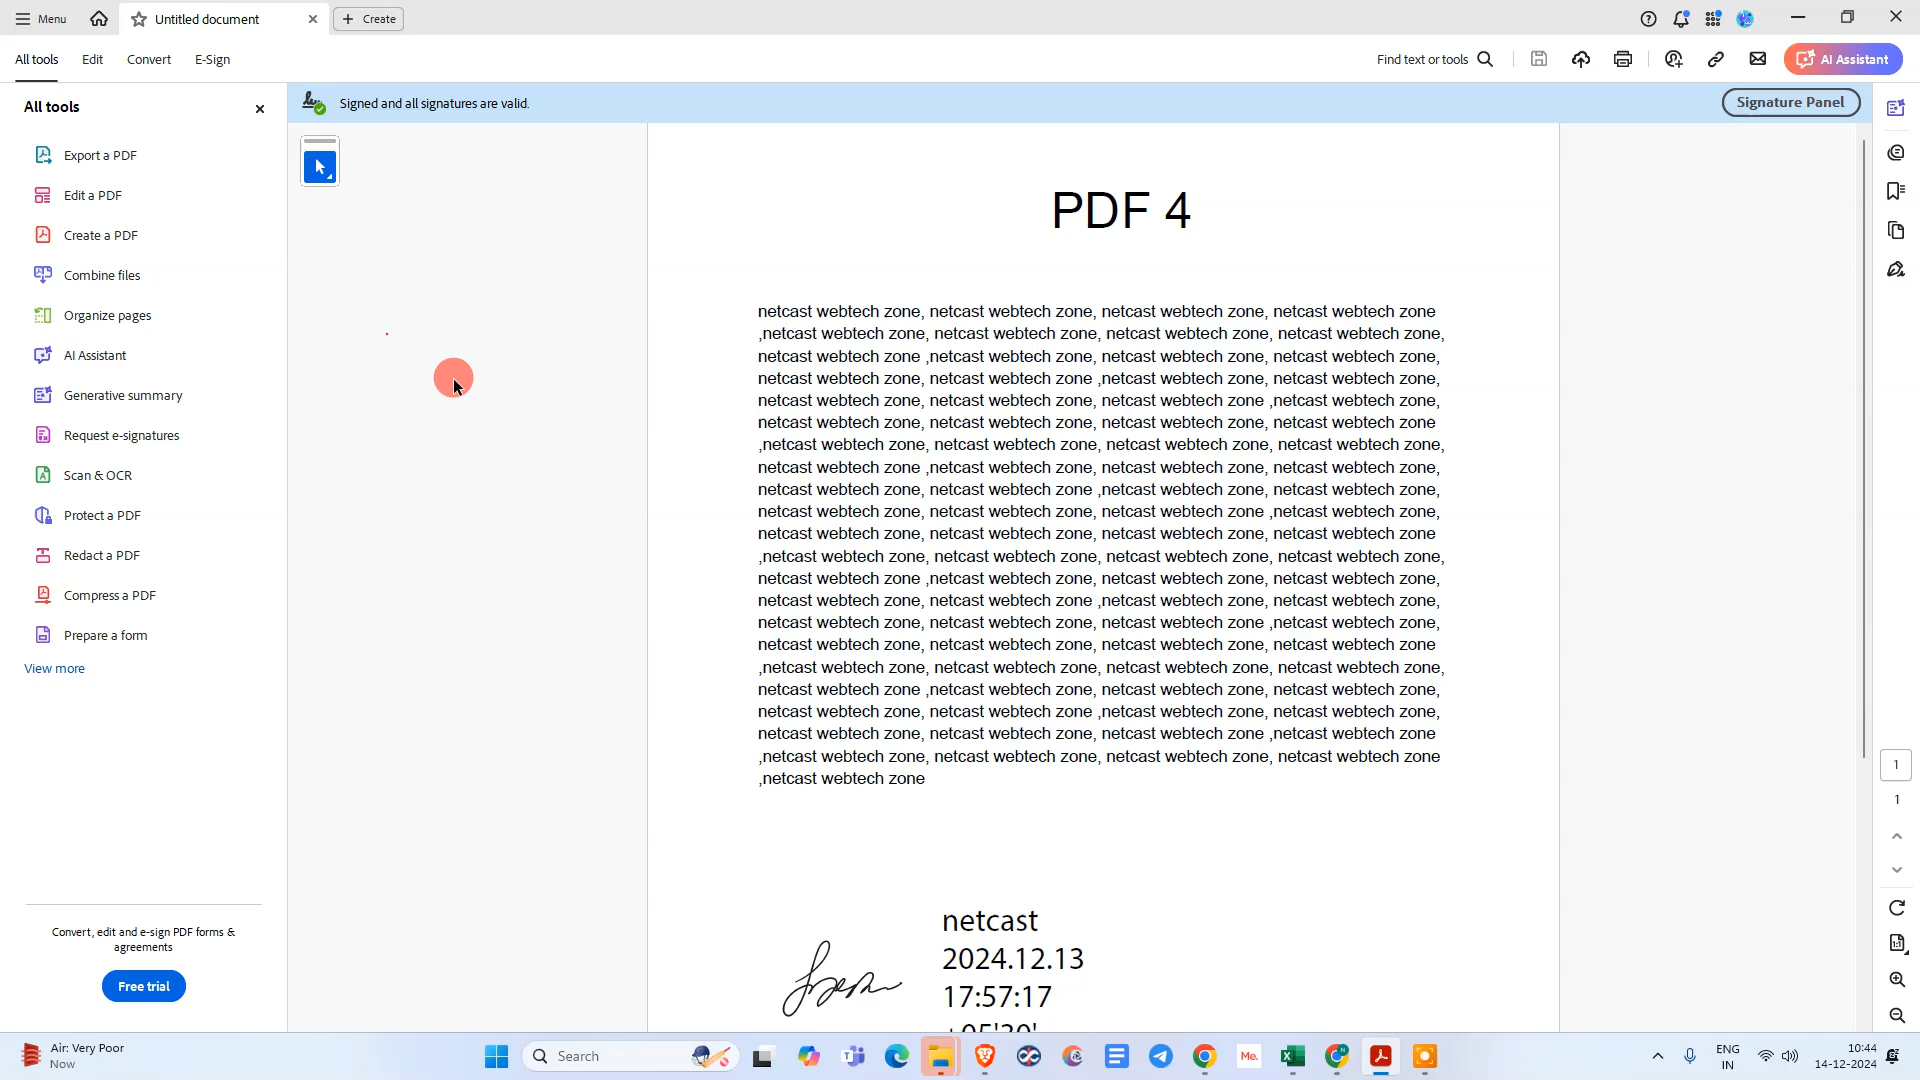 Menu
Untitled document
Create
All tools
Edit
Convert
E-Sign
Find text or tools
AI Assistant
All tools
Signed and all signatures are valid.
Signature Panel
Export a PDF
Edit a PDF
Create a PDF
Combine files
Organize pages
AI Assistant
Generative summary
Request e-signatures
Scan & OCR
Protect a PDF
Redact a PDF
Compress a PDF
Prepare a form
View more
Convert, edit and e-sign PDF forms &
agreements
Free trial
PDF 4
netcast webtech zone, netcast webtech zone, netcast webtech zone, netcast webtech zone
,netcast webtech zone, netcast webtech zone, netcast webtech zone, netcast webtech zone,
netcast webtech zone ,netcast webtech zone, netcast webtech zone, netcast webtech zone,
netcast webtech zone, netcast webtech zone ,netcast webtech zone, netcast webtech zone,
netcast webtech zone, netcast webtech zone, netcast webtech zone ,netcast webtech zone,
netcast webtech zone, netcast webtech zone, netcast webtech zone, netcast webtech zone
,netcast webtech zone, netcast webtech zone, netcast webtech zone, netcast webtech zone,
netcast webtech zone ,netcast webtech zone, netcast webtech zone, netcast webtech zone,
netcast webtech zone, netcast webtech zone ,netcast webtech zone, netcast webtech zone,
netcast webtech zone, netcast webtech zone, netcast webtech zone ,netcast webtech zone,
netcast webtech zone, netcast webtech zone, netcast webtech zone, netcast webtech zone
,netcast webtech zone, netcast webtech zone, netcast webtech zone, netcast webtech zone,
netcast webtech zone ,netcast webtech zone, netcast webtech zone, netcast webtech zone,
netcast webtech zone, netcast webtech zone ,netcast webtech zone, netcast webtech zone,
netcast webtech zone, netcast webtech zone, netcast webtech zone ,netcast webtech zone,
netcast webtech zone, netcast webtech zone, netcast webtech zone, netcast webtech zone
,netcast webtech zone, netcast webtech zone, netcast webtech zone, netcast webtech zone,
netcast webtech zone ,netcast webtech zone, netcast webtech zone, netcast webtech zone,
netcast webtech zone, netcast webtech zone ,netcast webtech zone, netcast webtech zone,
netcast webtech zone, netcast webtech zone, netcast webtech zone ,netcast webtech zone
,netcast webtech zone, netcast webtech zone, netcast webtech zone, netcast webtech zone
,netcast webtech zone
netcast
2024.12.13
17:57:17
+05'30'
1
1
Air: Very Poor
Now
Search
Me.
ENG
IN
10:44
14-12-2024